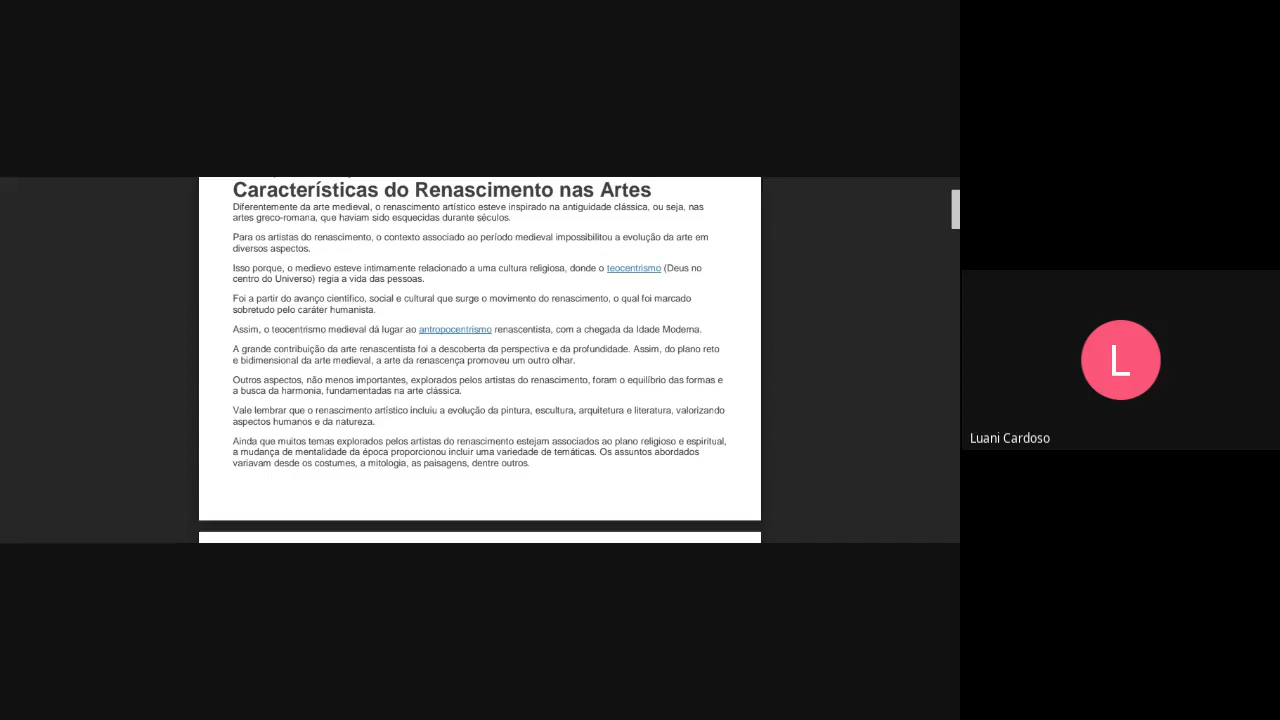 Características do Renascimento nas Artes
Diferentemente da arte medieval, o renascimento artístico esteve inspirado na antiguidade clássica, ou seja, nas
artes greco-romana, que haviam sido esquecidas durante séculos.
Para os artistas do renascimento, o contexto associado ao período medieval impossibilitou a evolução da arte em
diversos aspectos.
Isso porque, o medievo esteve intimamente relacionado a uma cultura religiosa, donde o teocentrismo (Deus no
centro do Universo) regia a vida das pessoas.
Foi a partir do avanço científico, social e cultural que surge o movimento do renascimento, o qual foi marcado
sobretudo pelo caráter humanista.
Assim, o teocentrismo medieval dá lugar ao antropocentrismo renascentista, com a chegada da Idade Moderna.
A grande contribuição da arte renascentista foi a descoberta da perspectiva e da profundidade. Assim, do plano reto
e bidimensional da arte medieval, a arte da renascença promoveu um outro olhar.
Outros aspectos, não menos importantes, explorados pelos artistas do renascimento, foram o equilíbrio das formas e
a busca da harmonia, fundamentadas na arte clássica.
Vale lembrar que o renascimento artístico incluiu a evolução da pintura, escultura, arquitetura e literatura, valorizando
aspectos humanos e da natureza.
Ainda que muitos temas explorados pelos artistas do renascimento estejam associados ao plano religioso e espiritual,
a mudança de mentalidade da época proporcionou incluir uma variedade de temáticas. Os assuntos abordados
variavam desde os costumes, a mitologia, as paisagens, dentre outros.
L
Luani Cardoso